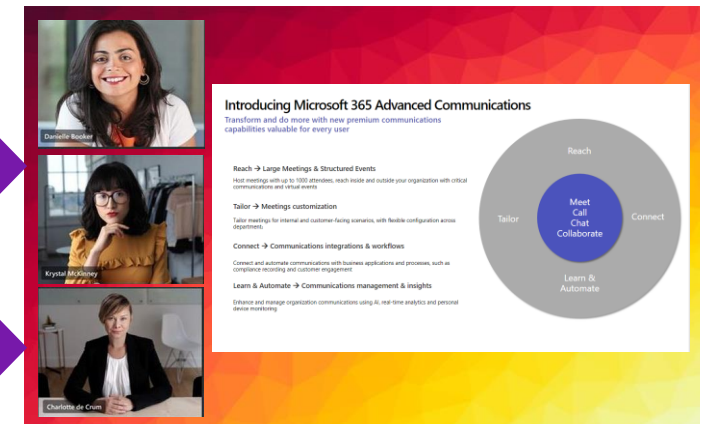 Danielle Booker
Krystal McKinney
Charlotte de Crum
Introducing Microsoft 365 Advanced Communications
Transform and do more with new premium communications
capabilities valuable for every user
Reach → Large Meetings & Structured Events
Host meetings with up to 1000 attendees, reach inside and outside your organization with critical
communications and virtual events
Tailor → Meetings customization
Tailor meetings for internal and customer-facing scenarios, with flexible configuration across
departments
Connect → Communications integrations & workflows
Connect and automate communications with business applications and processes, such as
compliance recording and customer engagement
Learn & Automate → Communications management & insights
Enhance and manage organization communications using AI, real-time analytics and personal
device monitoring
Reach
Tailor
Meet
Call
Chat
Collaborate
Connect
Learn &
Automate